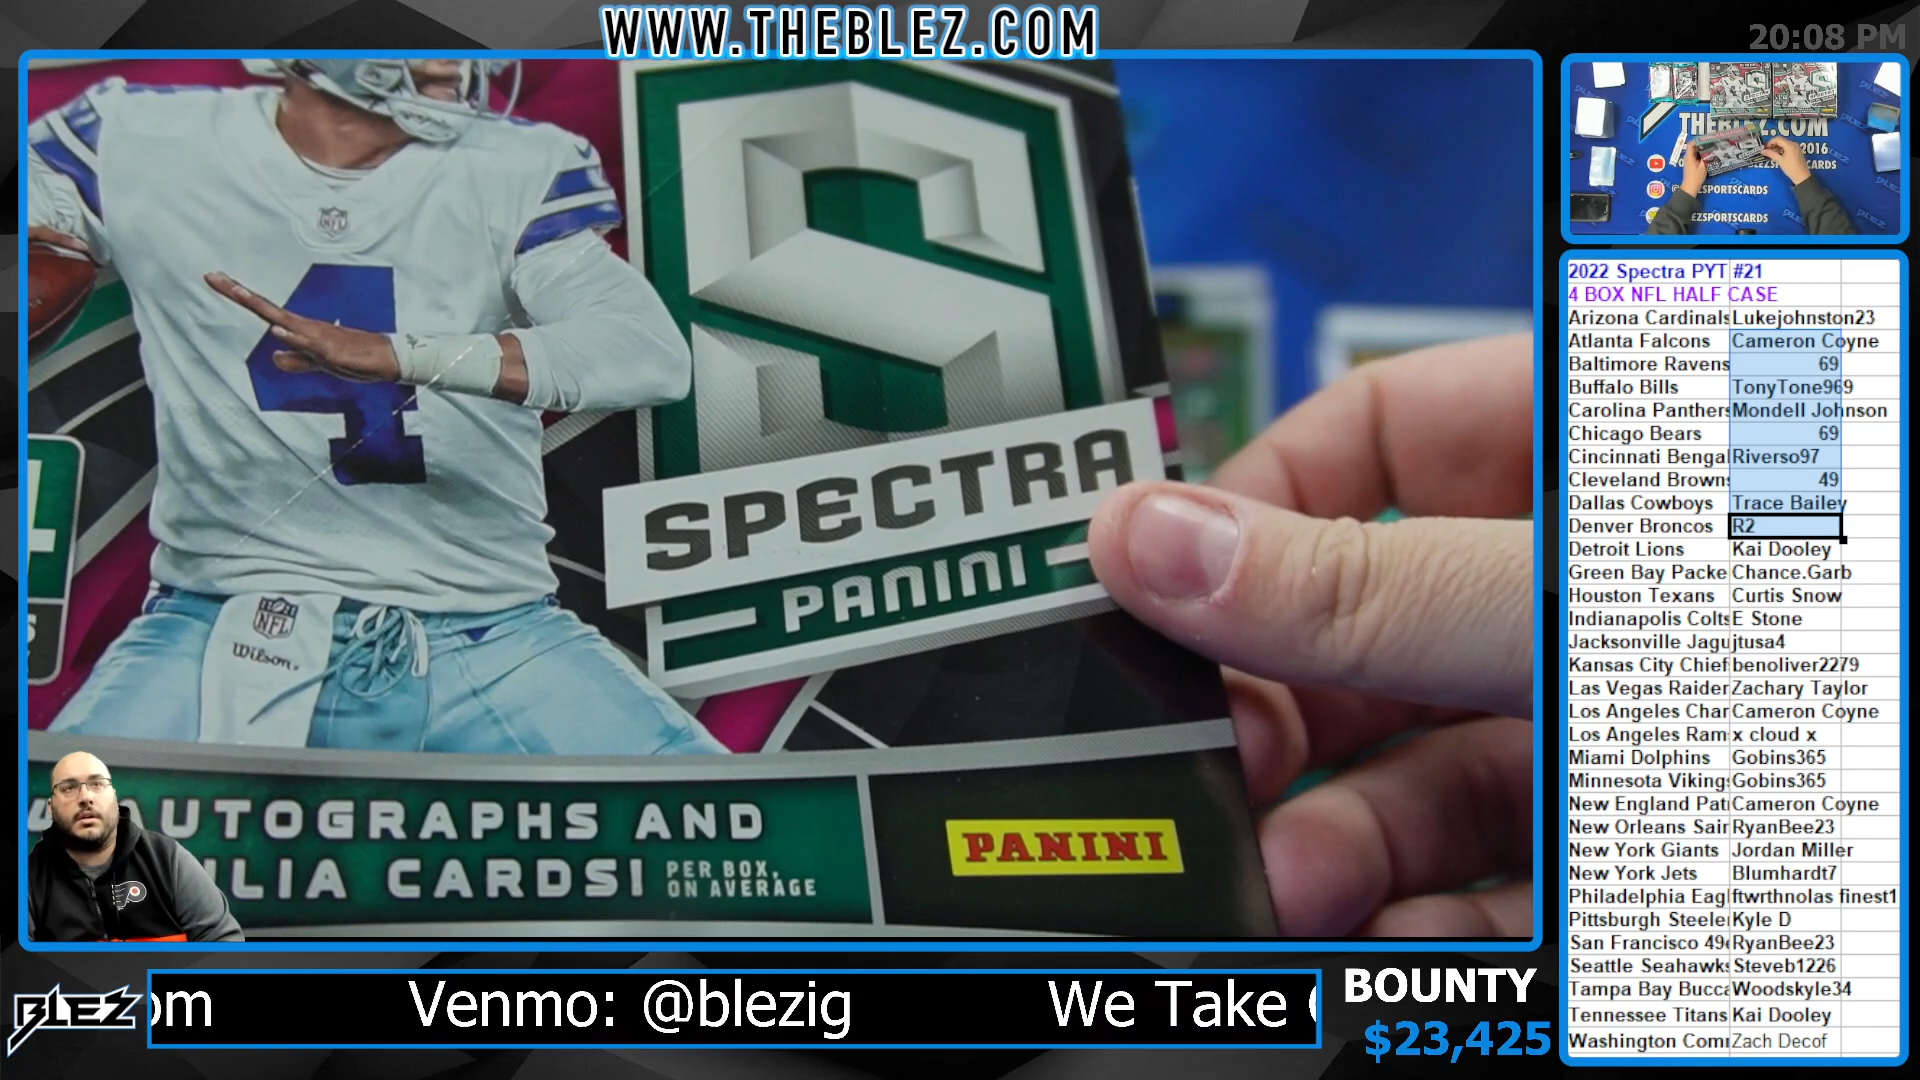 WWW.THEBLEZ.COM
20:08 PM
4
NFL
S
SPECTRA
PANINI
NFL
Wilson
AUTOGRAPHS AND
CARDS! PER BOX,
ON AVERAGE
PANINI
THEBLEZ.COM
2016
2022 Spectra PYT #21
4 BOX NFL HALF CASE
Arizona Cardinals Lukejohnston23
Atlanta Falcons Cameron Coyne
Baltimore Ravens 69
Buffalo Bills TonyTone969
Carolina Panthers Mondell Johnson
Chicago Bears 69
Cincinnati Bengal Riverso97
Cleveland Browns 49
Dallas Cowboys Trace Bailey
Denver Broncos R2
Detroit Lions Kai Dooley
Green Bay Packe Chance.Garb
Houston Texans Curtis Snow
Indianapolis Colts E Stone
Jacksonville Jagu jtusa4
Kansas City Chief benoliver2279
Las Vegas Raider Zachary Taylor
Los Angeles Char Cameron Coyne
Los Angeles Ram x cloud x
Miami Dolphins Gobins365
Minnesota Viking Gobins365
New England Pat Cameron Coyne
New Orleans Sain RyanBee23
New York Giants Jordan Miller
New York Jets Blumhardt7
Philadelphia Eagl ftwrthnolas finest1
Pittsburgh Steele Kyle D
San Francisco 49 RyanBee23
Seattle Seahawks Steveb1226
Tampa Bay Bucca Woodskyle34
Tennessee Titans Kai Dooley
Washington Com Zach Decof
BLEZ
om Venmo: @blezig We Take
BOUNTY
$23,425